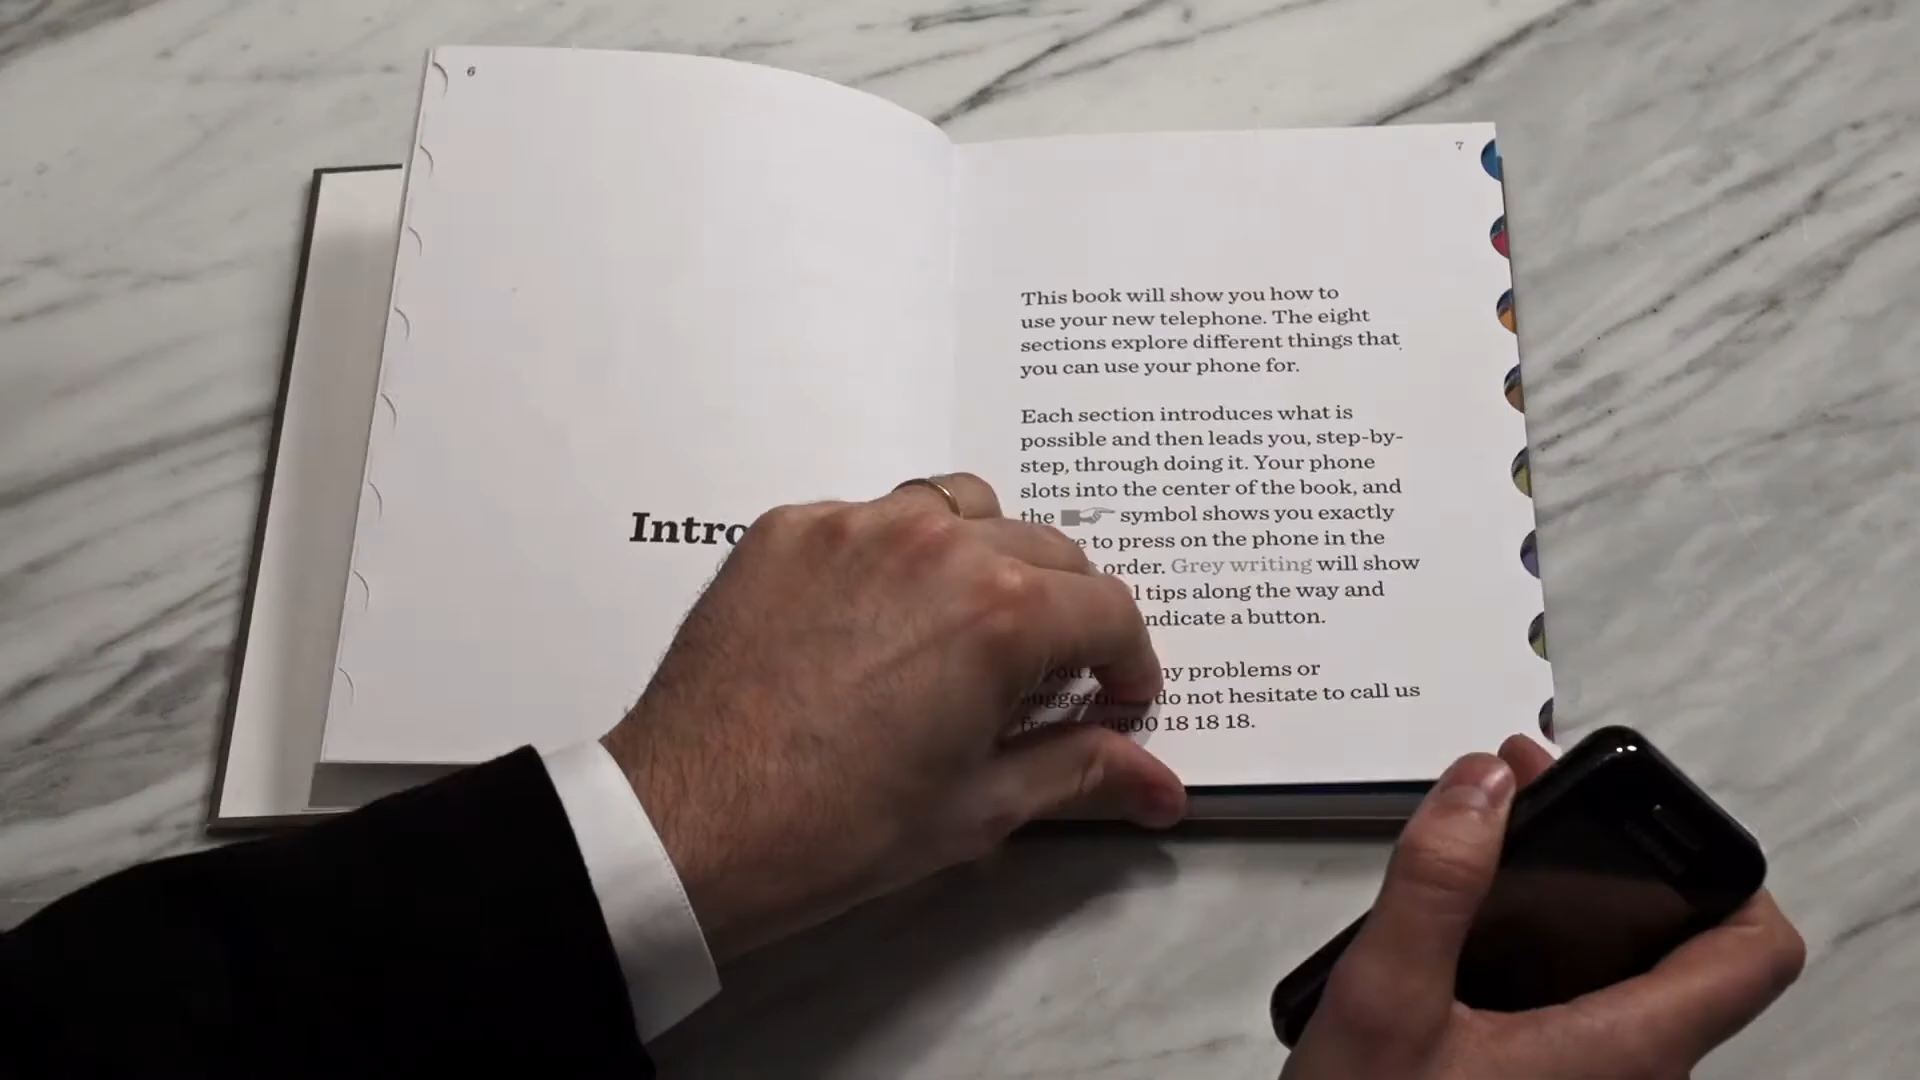 6
Intro
7
This book will show you how to
use your new telephone. The eight
sections explore different things that
you can use your phone for.
Each section introduces what is
possible and then leads you, step-by-
step, through doing it. Your phone
slots into the center of the book, and
the symbol shows you exactly
to press on the phone in the
order. Grey writing will show
tips along the way and
indicate a button.
you problems or
do not hesitate to call us
0800 18 18 18.